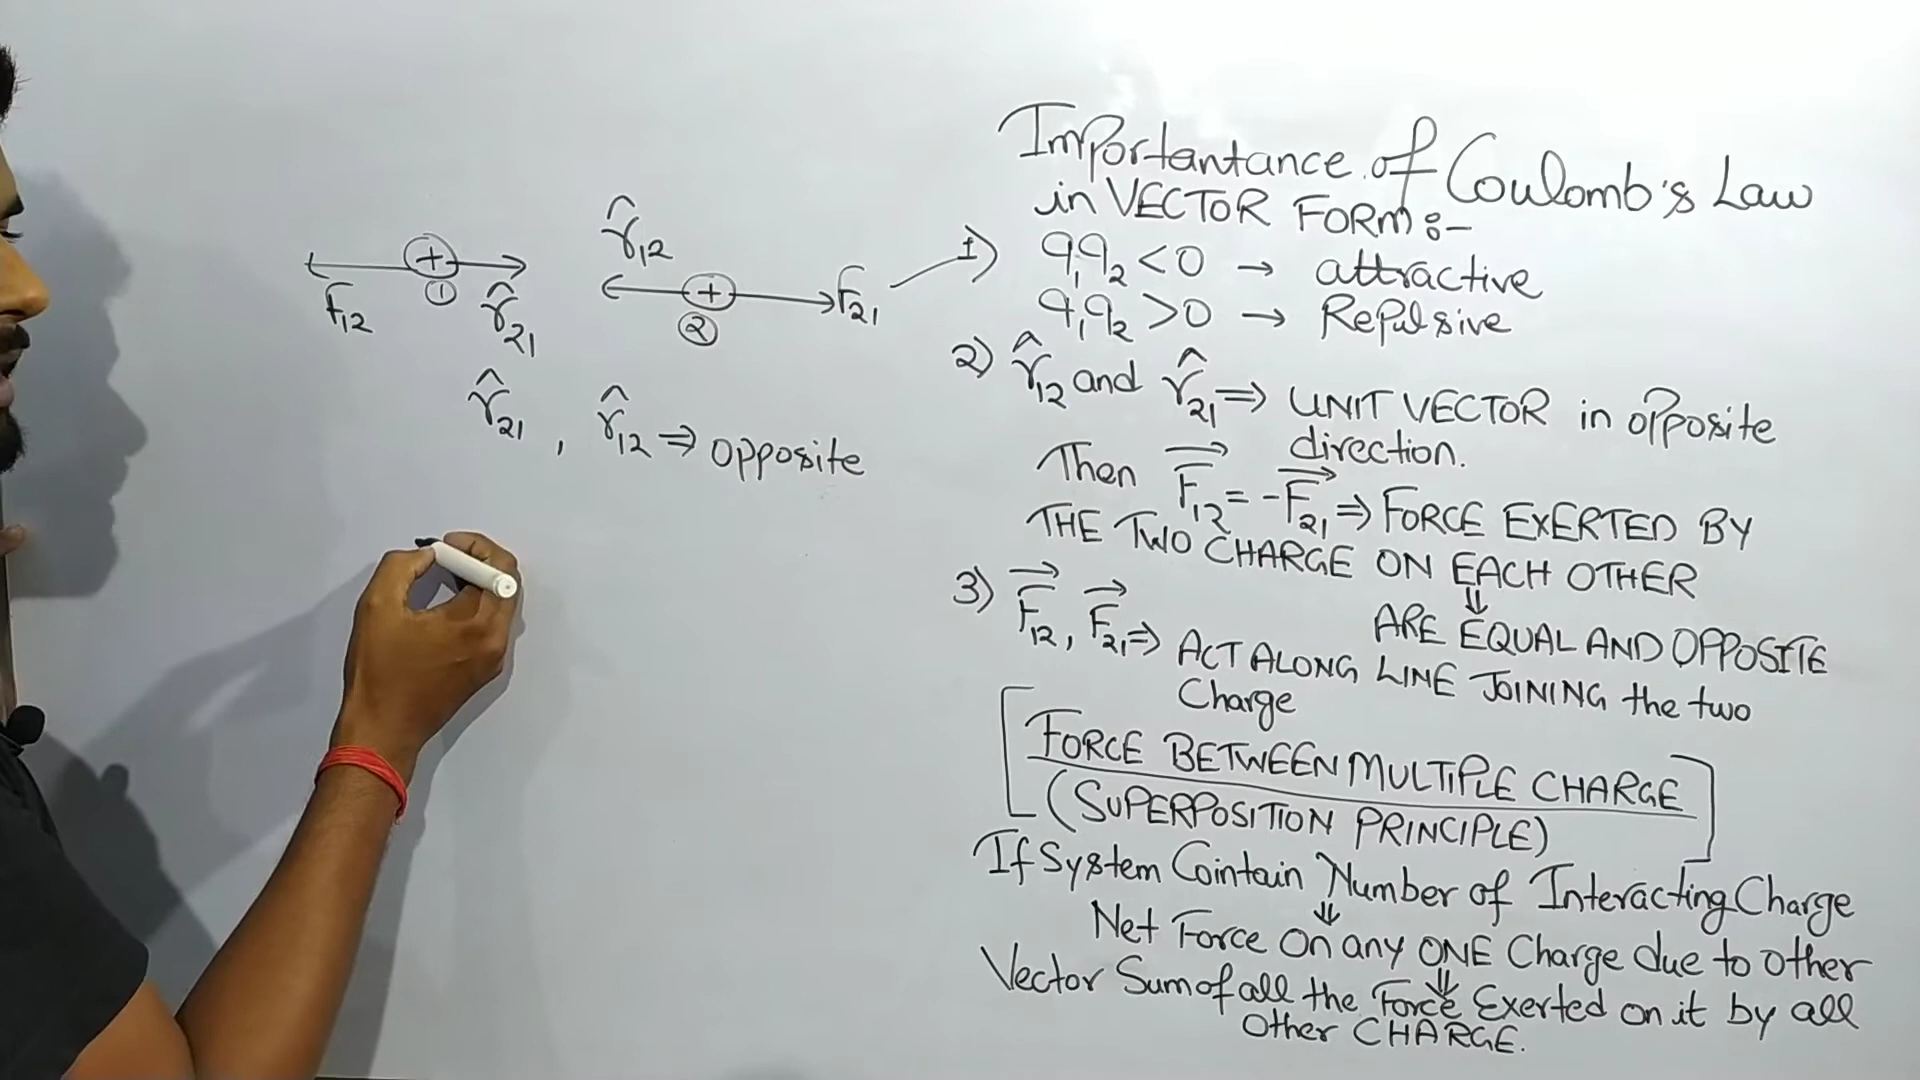 r̂12
F12
+
1
r̂21
+
2
F21
r̂21 , r̂12 ⇒ opposite
Importantance of Coulomb's Law
in VECTOR FORM:-
1) q1q2 < 0 → attractive
q1q2 > 0 → Repulsive
2) r̂12 and r̂21 ⇒ UNIT VECTOR in opposite
direction.
Then F⃗12 = -F⃗21 ⇒ FORCE EXERTED BY
THE TWO CHARGE ON EACH OTHER
⇓
ARE EQUAL AND OPPOSITE
3) F⃗12, F⃗21 ⇒ ACT ALONG LINE JOINING the two
Charge
[FORCE BETWEEN MULTIPLE CHARGE
(SUPERPOSITION PRINCIPLE)]
If System Cointain Number of Interacting Charge
⇓
Net Force On any ONE Charge due to other
⇓
Vector Sum of all the Force Exerted on it by all
Other CHARGE.